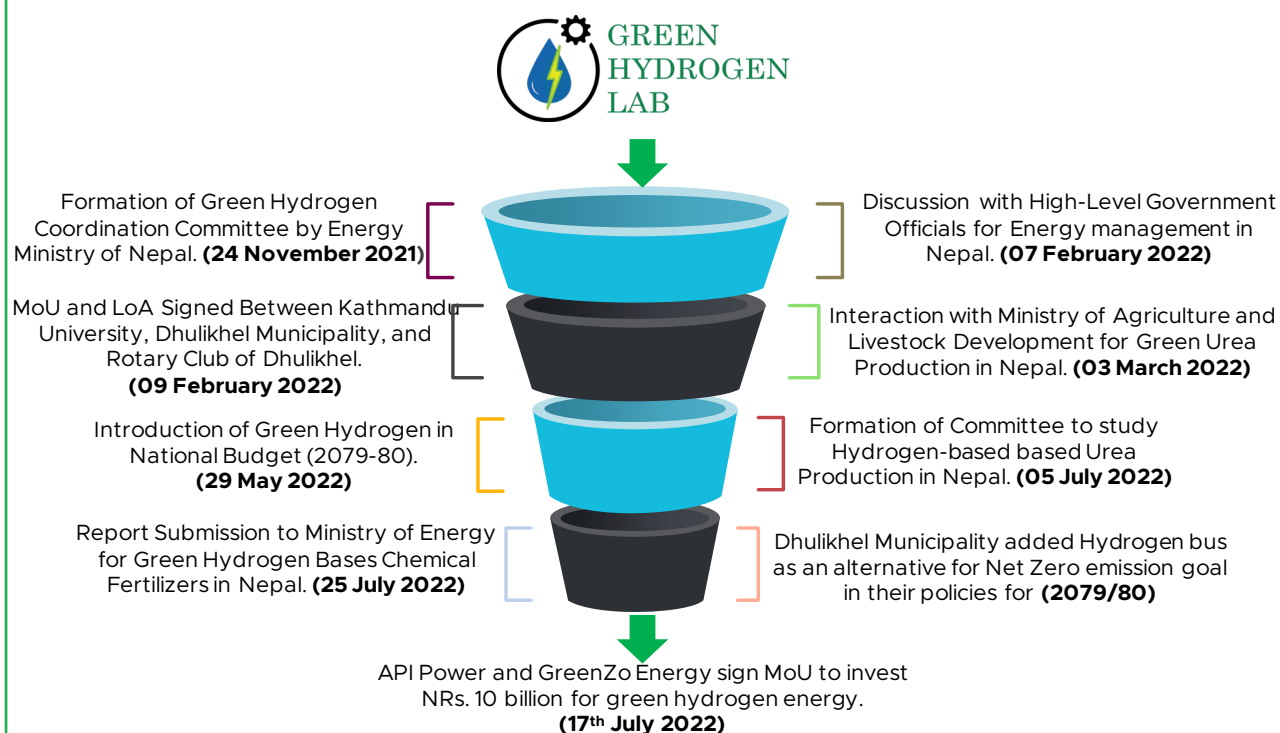 GREEN
HYDROGEN
LAB
Formation of Green Hydrogen
Coordination Committee by Energy
Ministry of Nepal. (24 November 2021)
Discussion with High-Level Government
Officials for Energy management in
Nepal. (07 February 2022)
MoU and LoA Signed Between Kathmandu
University, Dhulikhel Municipality, and
Rotary Club of Dhulikhel.
(09 February 2022)
Interaction with Ministry of Agriculture and
Livestock Development for Green Urea
Production in Nepal. (03 March 2022)
Introduction of Green Hydrogen in
National Budget (2079-80).
(29 May 2022)
Formation of Committee to study
Hydrogen-based based Urea
Production in Nepal. (05 July 2022)
Report Submission to Ministry of Energy
for Green Hydrogen Bases Chemical
Fertilizers in Nepal. (25 July 2022)
Dhulikhel Municipality added Hydrogen bus
as an alternative for Net Zero emission goal
in their policies for (2079/80)
API Power and GreenZo Energy sign MoU to invest
NRs. 10 billion for green hydrogen energy.
(17th July 2022)